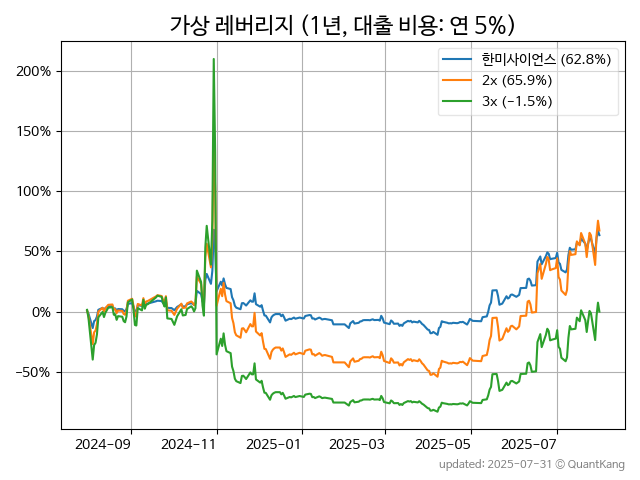 가상 레버리지 (1년, 대출 비용: 연 5%)
한미사이언스 (62.8%)
2x (65.9%)
3x (−1.5%)
200%
150%
100%
50%
0%
−50%
2024-09 2024-11 2025-01 2025-03 2025-05 2025-07
updated: 2025-07-31 © QuantKang